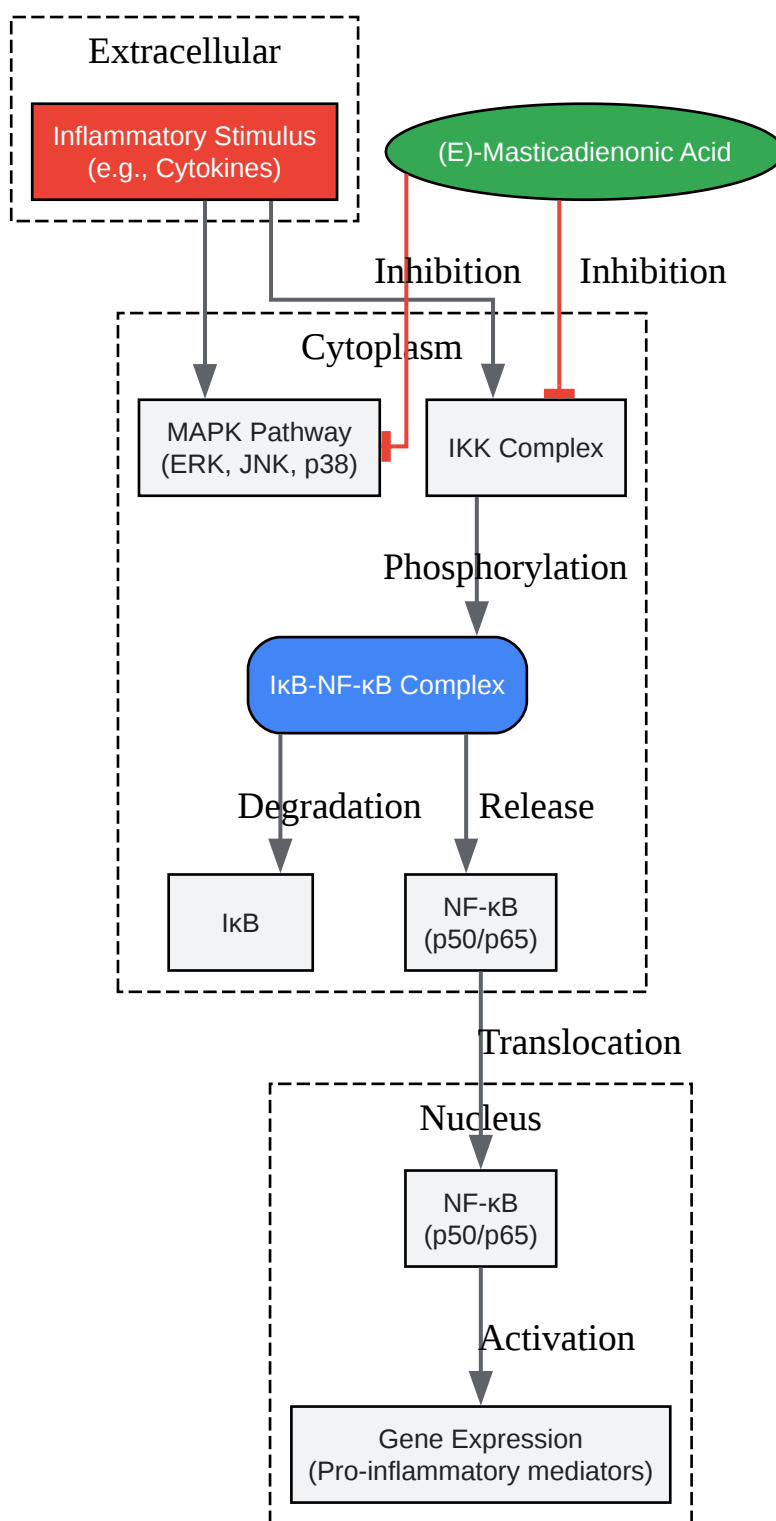 Extracellular
Inflammatory Stimulus
(e.g., Cytokines)
(E)-Masticadienonic Acid
Inhibition
Inhibition
Cytoplasm
MAPK Pathway
(ERK, JNK, p38)
IKK Complex
Phosphorylation
IκB-NF-κB Complex
Degradation
Release
IκB
NF-κB
(p50/p65)
Translocation
Nucleus
NF-κB
(p50/p65)
Activation
Gene Expression
(Pro-inflammatory mediators)